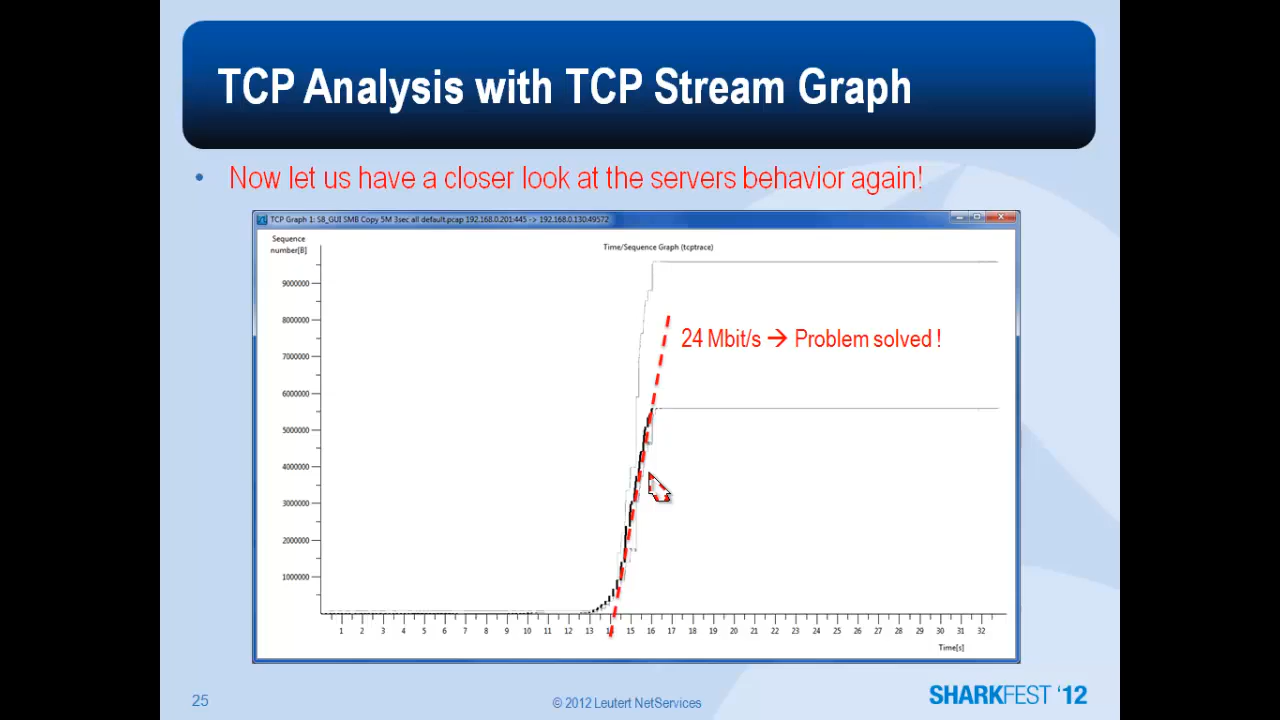 TCP Analysis with TCP Stream Graph
• Now let us have a closer look at the servers behavior again!
TCP Graph 1: S8_GUI SMB Copy 5M 3sec all default.pcap 192.168.0.201:445 -> 192.168.0.130:49572
Sequence
number[B]
Time/Sequence Graph (tcptrace)
9000000
8000000
24 Mbit/s → Problem solved !
7000000
6000000
5000000
4000000
3000000
2000000
1000000
1 2 3 4 5 6 7 8 9 10 11 12 13 14 15 16 17 18 19 20 21 22 23 24 25 26 27 28 29 30 31 32
Time[s]
25
© 2012 Leutert NetServices
SHARKFEST '12